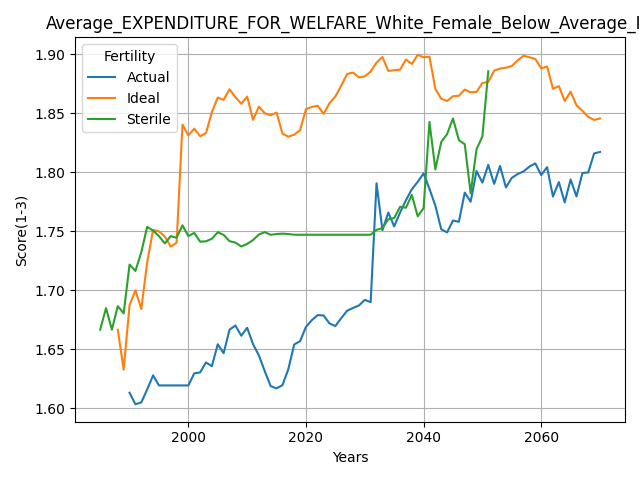 Average_EXPENDITURE_FOR_WELFARE_White_Female_Below_Average_I
Fertility
Actual
Ideal
Sterile
Score(1-3)
1.90
1.85
1.80
1.75
1.70
1.65
1.60
2000 2020 2040 2060
Years